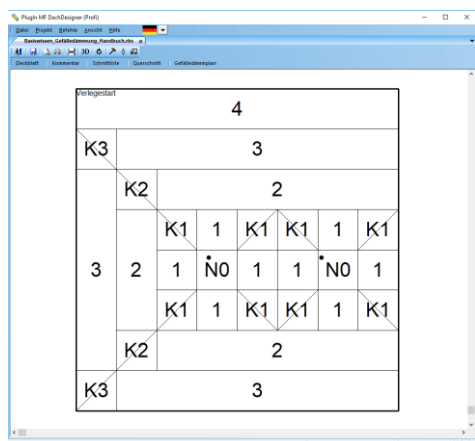 PlugIn MF DachDesigner (Profi)
Datei Projekt Befehle Ansicht Hilfe
Basiswissen_Gefälledämmung_Handbuch.rbs x
3D
Deckblatt Kommentar Schnittliste Querschnitt Gefälledämmplan
Verlegestart
4
K3 3
K2 2
K1 1 K1 K1 1 K1
3 2 1 N0 1 1 N0 1
K1 1 K1 K1 1 K1
K2 2
K3 3